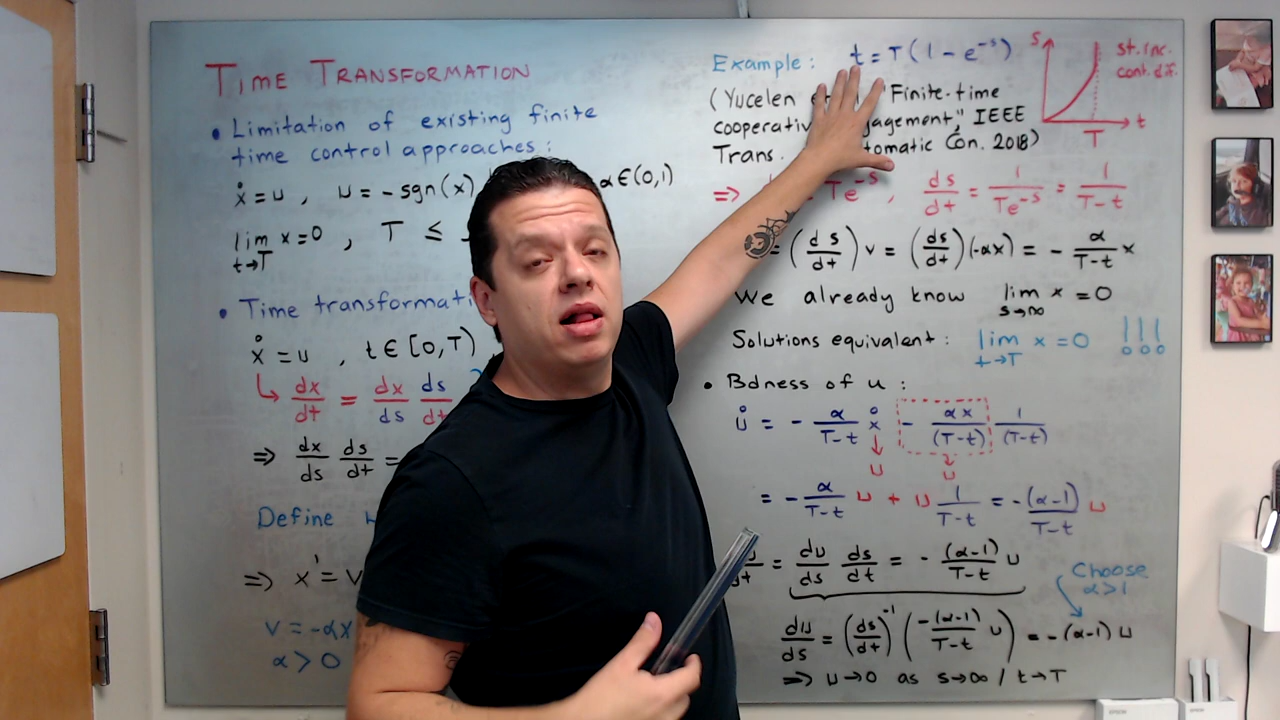 TIME TRANSFORMATION
• Limitation of existing finite
time control approaches:
ẋ = u , u = -sgn(x) α∈(0,1)
lim x=0 , T ≤
t→T
• Time transformati
ẋ = u , t ∈ [0,T)
↳ dx/dt = dx/ds ds/dt
⇒ dx/ds ds/dt =
Define
⇒ x' = v
v = -αx
α > 0
Example: t = T(1 - e^-s)
(Yucelen "Finite-time
cooperativ gagement", IEEE
Trans. tomatic Con. 2018)
s st. inc.
cont. dif.
T t
⇒ Te^-s , ds/dt = 1/Te^-s = 1/T-t
= (ds/dt) v = (ds/dt)(-αx) = - α/T-t x
We already know lim x = 0
s→∞
Solutions equivalent: lim x = 0 !!!
t→T
• Bdness of u :
u̇ = - α/T-t ẋ - αx/(T-t) 1/(T-t)
u u
= - α/T-t u + u 1/T-t = -(α-1)/T-t u
= du/ds ds/dt = - (α-1)/T-t u
Choose
α>1
du/ds = (ds/dt)^-1 (-(α-1)/T-t u) = -(α-1) u
⇒ u→0 as s→∞ / t→T
EPSON
EPSON